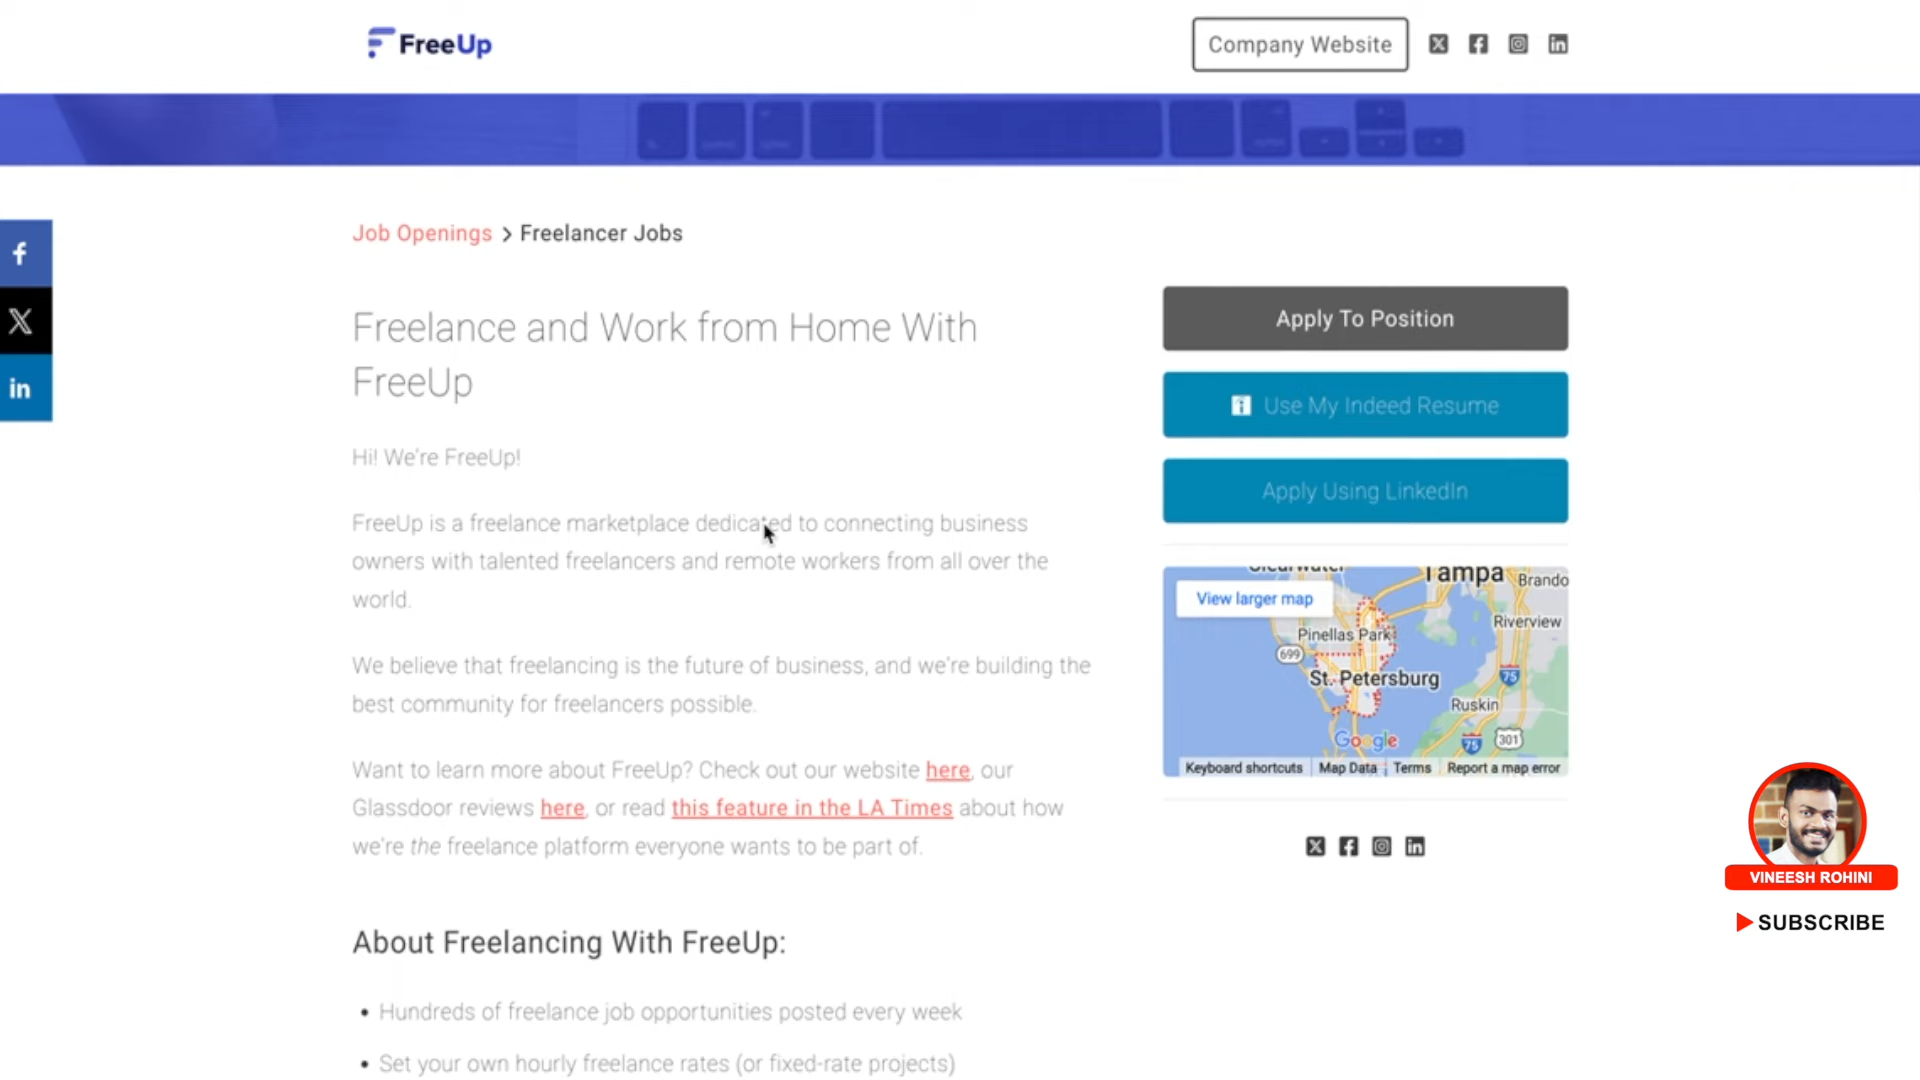 FreeUp
Company Website
Job Openings > Freelancer Jobs
Freelance and Work from Home With
FreeUp
Hi! We're FreeUp!
FreeUp is a freelance marketplace dedicated to connecting business
owners with talented freelancers and remote workers from all over the
world.
We believe that freelancing is the future of business, and we're building the
best community for freelancers possible.
Want to learn more about FreeUp? Check out our website here, our
Glassdoor reviews here, or read this feature in the LA Times about how
we're the freelance platform everyone wants to be part of.
About Freelancing With FreeUp:
• Hundreds of freelance job opportunities posted every week
• Set your own hourly freelance rates (or fixed-rate projects)
Apply To Position
Use My Indeed Resume
Apply Using LinkedIn
Clearwater
Tampa
Brando
View larger map
Riverview
Pinellas Park
699
St. Petersburg
75
Ruskin
Google
75
301
Keyboard shortcuts
Map Data
Terms
Report a map error
VINEESH ROHINI
SUBSCRIBE